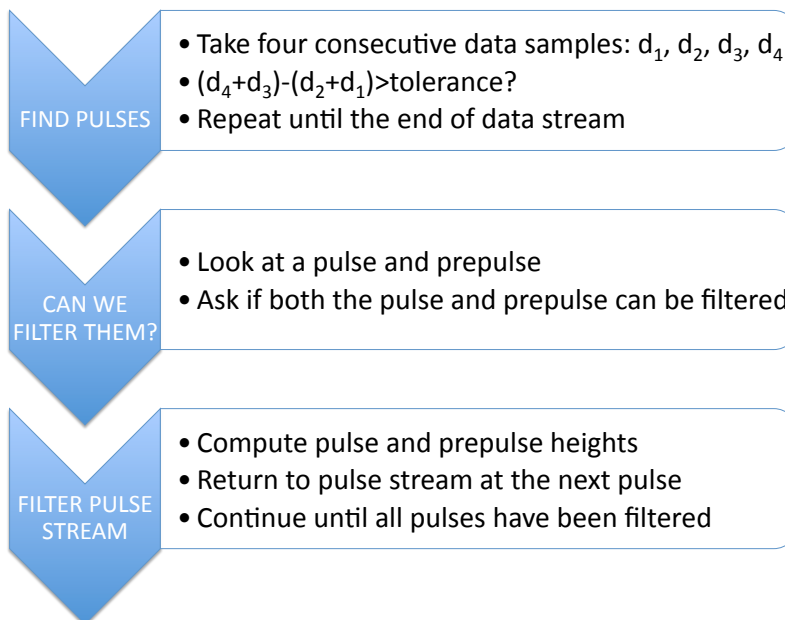 FIND PULSES
• Take four consecutive data samples: d₁, d₂, d₃, d₄
• (d₄+d₃)-(d₂+d₁)>tolerance?
• Repeat until the end of data stream
CAN WE
FILTER THEM?
• Look at a pulse and prepulse
• Ask if both the pulse and prepulse can be filtered
FILTER PULSE
STREAM
• Compute pulse and prepulse heights
• Return to pulse stream at the next pulse
• Continue until all pulses have been filtered